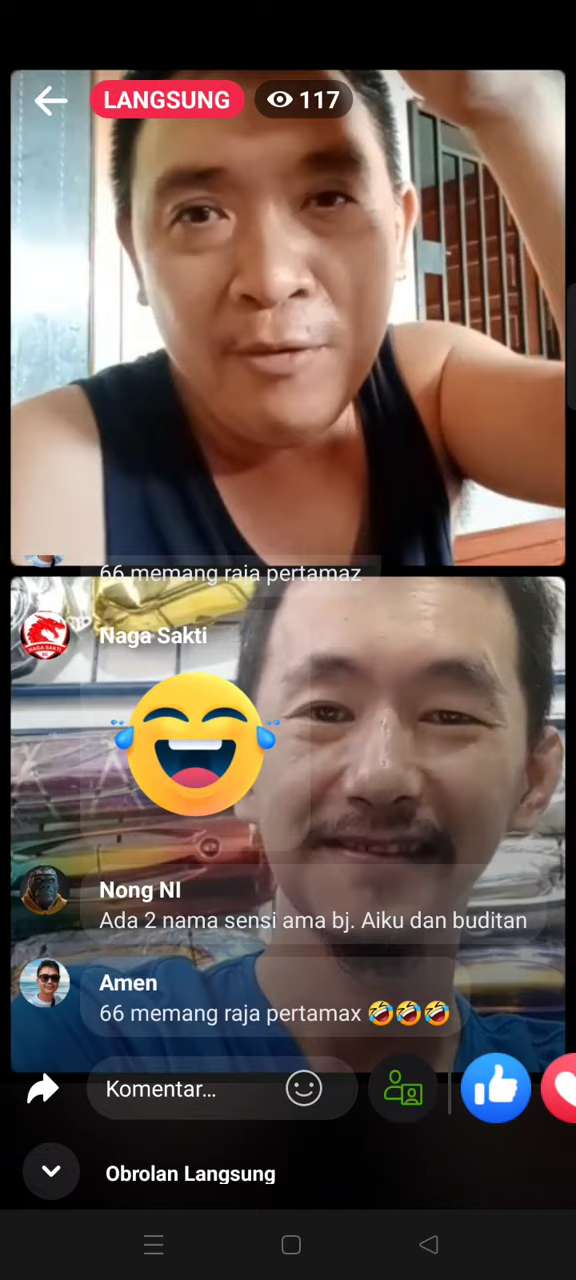 LANGSUNG 117
66 memang raja pertamaz
Naga Sakti
NAGA SAKTI
Nong NI
Ada 2 nama sensi ama bj. Aiku dan buditan
Amen
66 memang raja pertamax 🤣🤣🤣
Komentar...
Obrolan Langsung